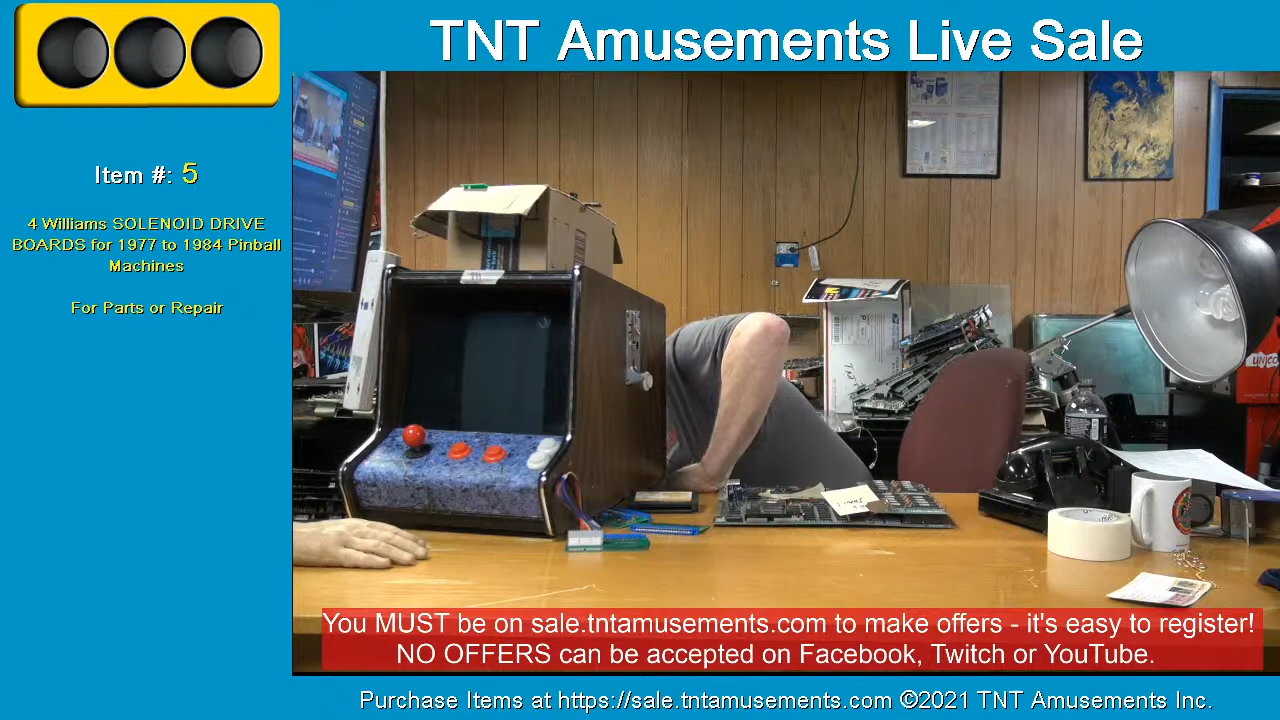 TNT Amusements Live Sale
Item #: 5
4 Williams SOLENOID DRIVE
BOARDS for 1977 to 1984 Pinball
Machines
For Parts or Repair
TNT
UNICO
You MUST be on sale.tntamusements.com to make offers - it's easy to register!
NO OFFERS can be accepted on Facebook, Twitch or YouTube.
Purchase Items at https://sale.tntamusements.com ©2021 TNT Amusements Inc.